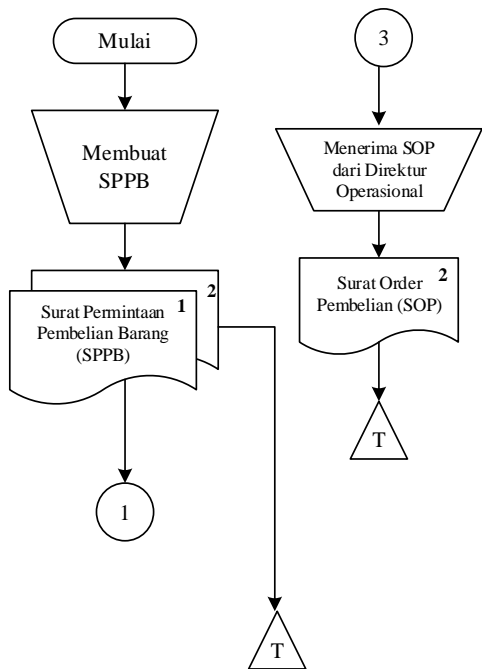 Mulai
Membuat
SPPB
2
1
Surat Permintaan
Pembelian Barang
(SPPB)
1
T
3
Menerima SOP
dari Direktur
Operasional
2
Surat Order
Pembelian (SOP)
T